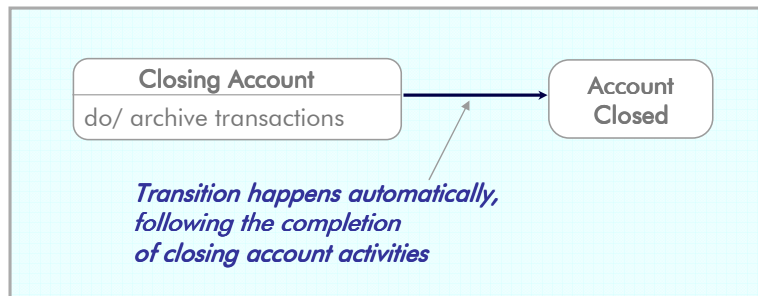 Closing Account
do/ archive transactions
Account
Closed
Transition happens automatically,
following the completion
of closing account activities